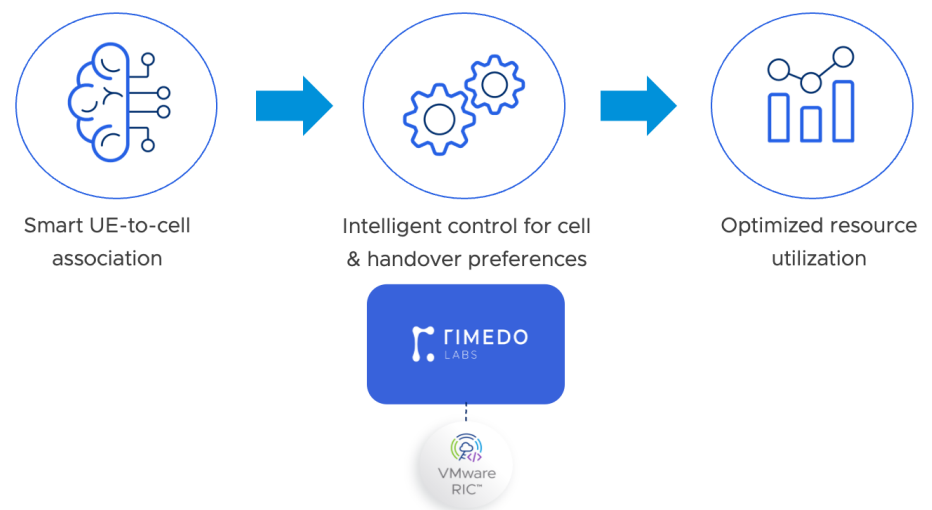 Smart UE-to-cell
association
Intelligent control for cell
& handover preferences
Optimized resource
utilization
rIMEDO
LABS
</>
VMware
RIC™